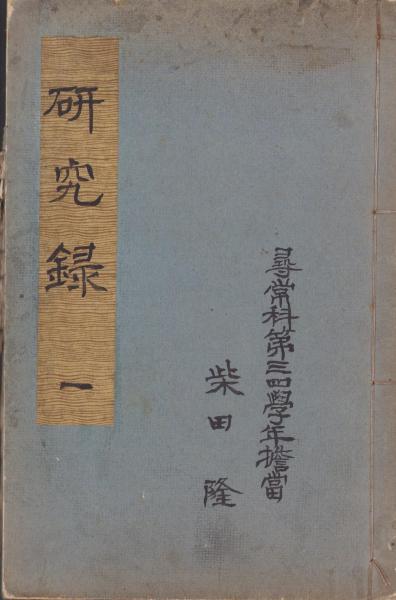 尋常科第三四學年擔當
柴田隆
研究録 一